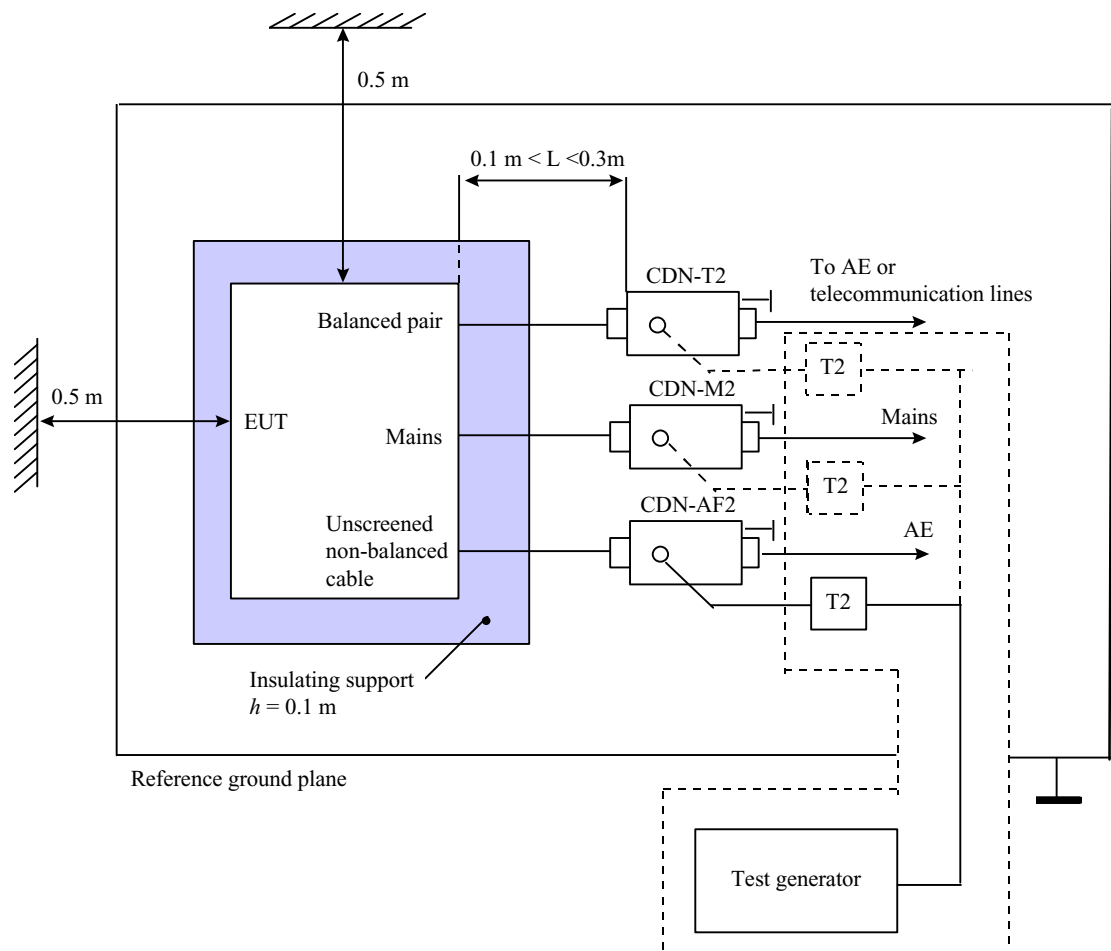 0.5 m
0.1 m < L <0.3m
CDN-T2
To AE or
telecommunication lines
Balanced pair
T2
0.5 m
CDN-M2
EUT
Mains
Mains
T2
CDN-AF2
Unscreened
non-balanced
cable
AE
T2
Insulating support
h = 0.1 m
Reference ground plane
Test generator